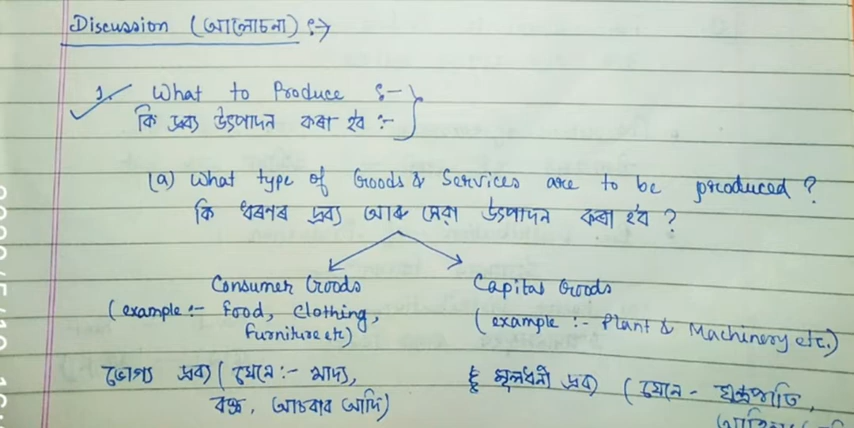 Discussion (আলোচনা) :→
1. What to Produce :-
কি দ্ৰব্য উৎপাদন কৰা হ'ব :-
(a) What type of Goods & Services are to be produced ?
কি ধৰণৰ দ্ৰব্য আৰু সেৱা উৎপাদন কৰা হ'ব ?
Consumer Goods
(example :- Food, Clothing,
Furniture etc)
Capital Goods
(example :- Plant & Machinery etc.)
ভোগ্য দ্ৰব্য (যেনে :- খাদ্য,
বস্ত্ৰ, আচবাব আদি)
মূলধনী দ্ৰব্য (যেনে - যন্ত্ৰপাতি,